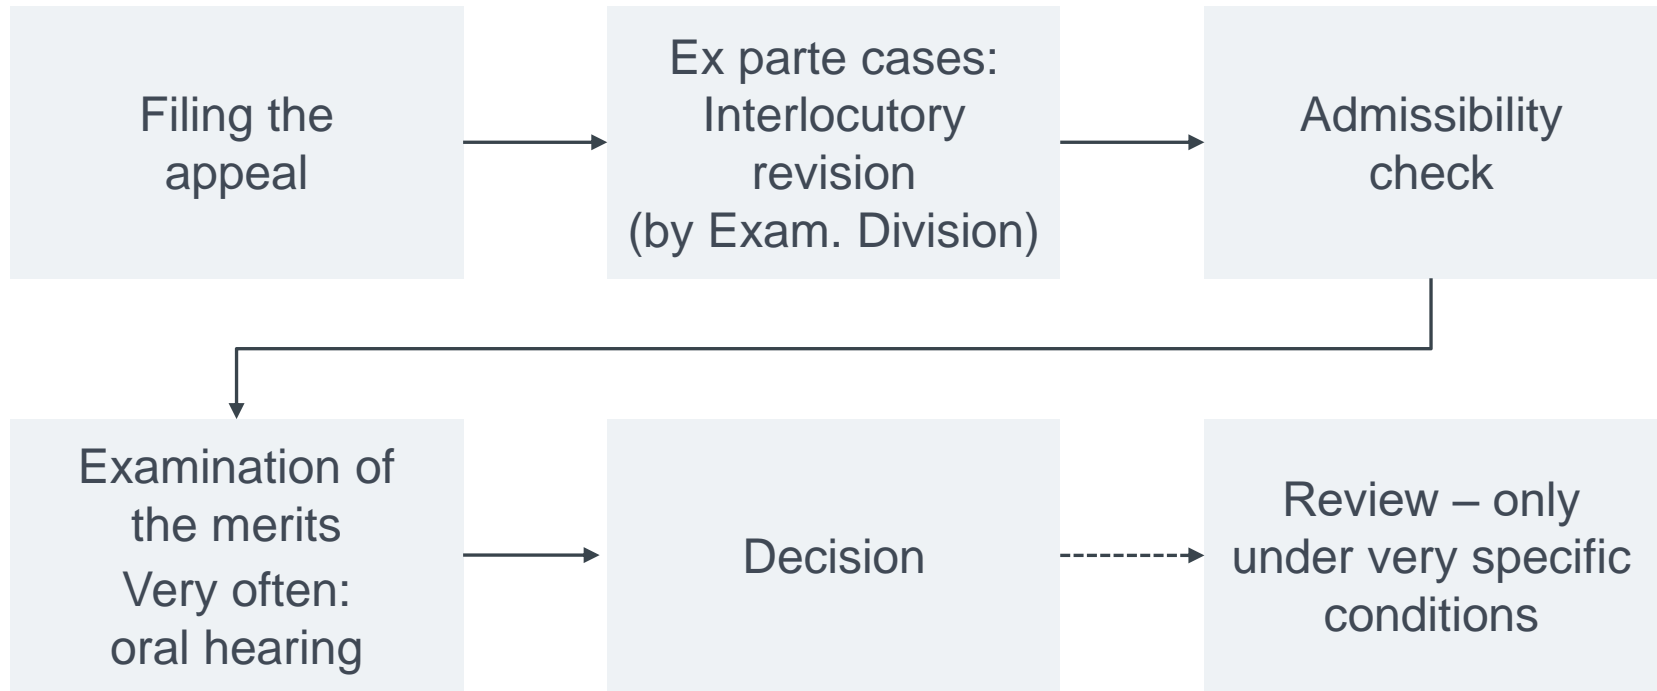 Filing the
appeal
Ex parte cases:
Interlocutory
revision
(by Exam. Division)
Admissibility
check
Examination of
the merits
Very often:
oral hearing
Decision
Review – only
under very specific
conditions